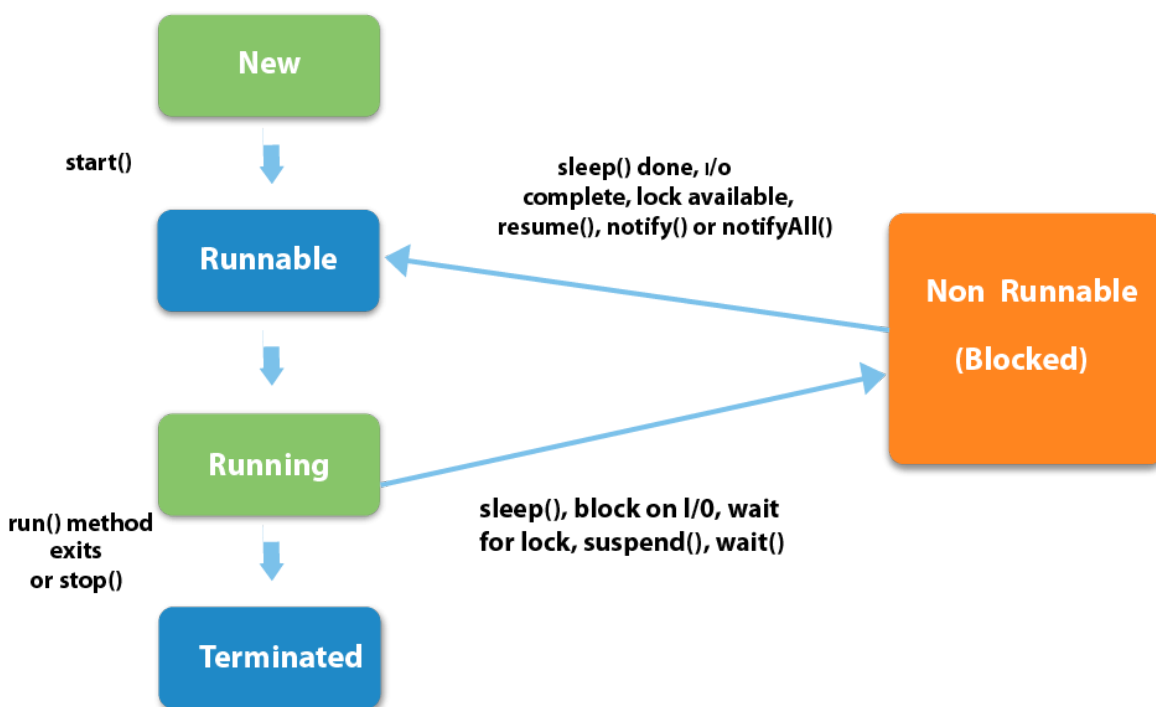 New
start()
sleep() done, I/o
complete, lock available,
resume(), notify() or notifyAll()
Runnable
Non Runnable
(Blocked)
Running
sleep(), block on l/0, wait
for lock, suspend(), wait()
run() method
exits
or stop()
Terminated